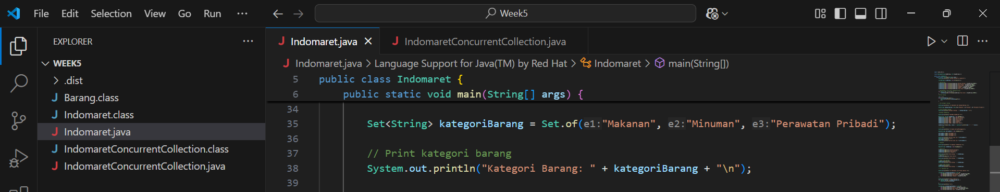 File Edit Selection View Go Run ···
Week5
EXPLORER ···
WEEK5
.dist
Barang.class
Indomaret.class
Indomaret.java
IndomaretConcurrentCollection.class
IndomaretConcurrentCollection.java
Indomaret.java IndomaretConcurrentCollection.java
Indomaret.java > Language Support for Java(TM) by Red Hat > Indomaret > main(String[])
5 public class Indomaret {
6 public static void main(String[] args) {
34
35 Set<String> kategoriBarang = Set.of(e1:"Makanan", e2:"Minuman", e3:"Perawatan Pribadi");
36
37 // Print kategori barang
38 System.out.println("Kategori Barang: " + kategoriBarang + "\n");
39